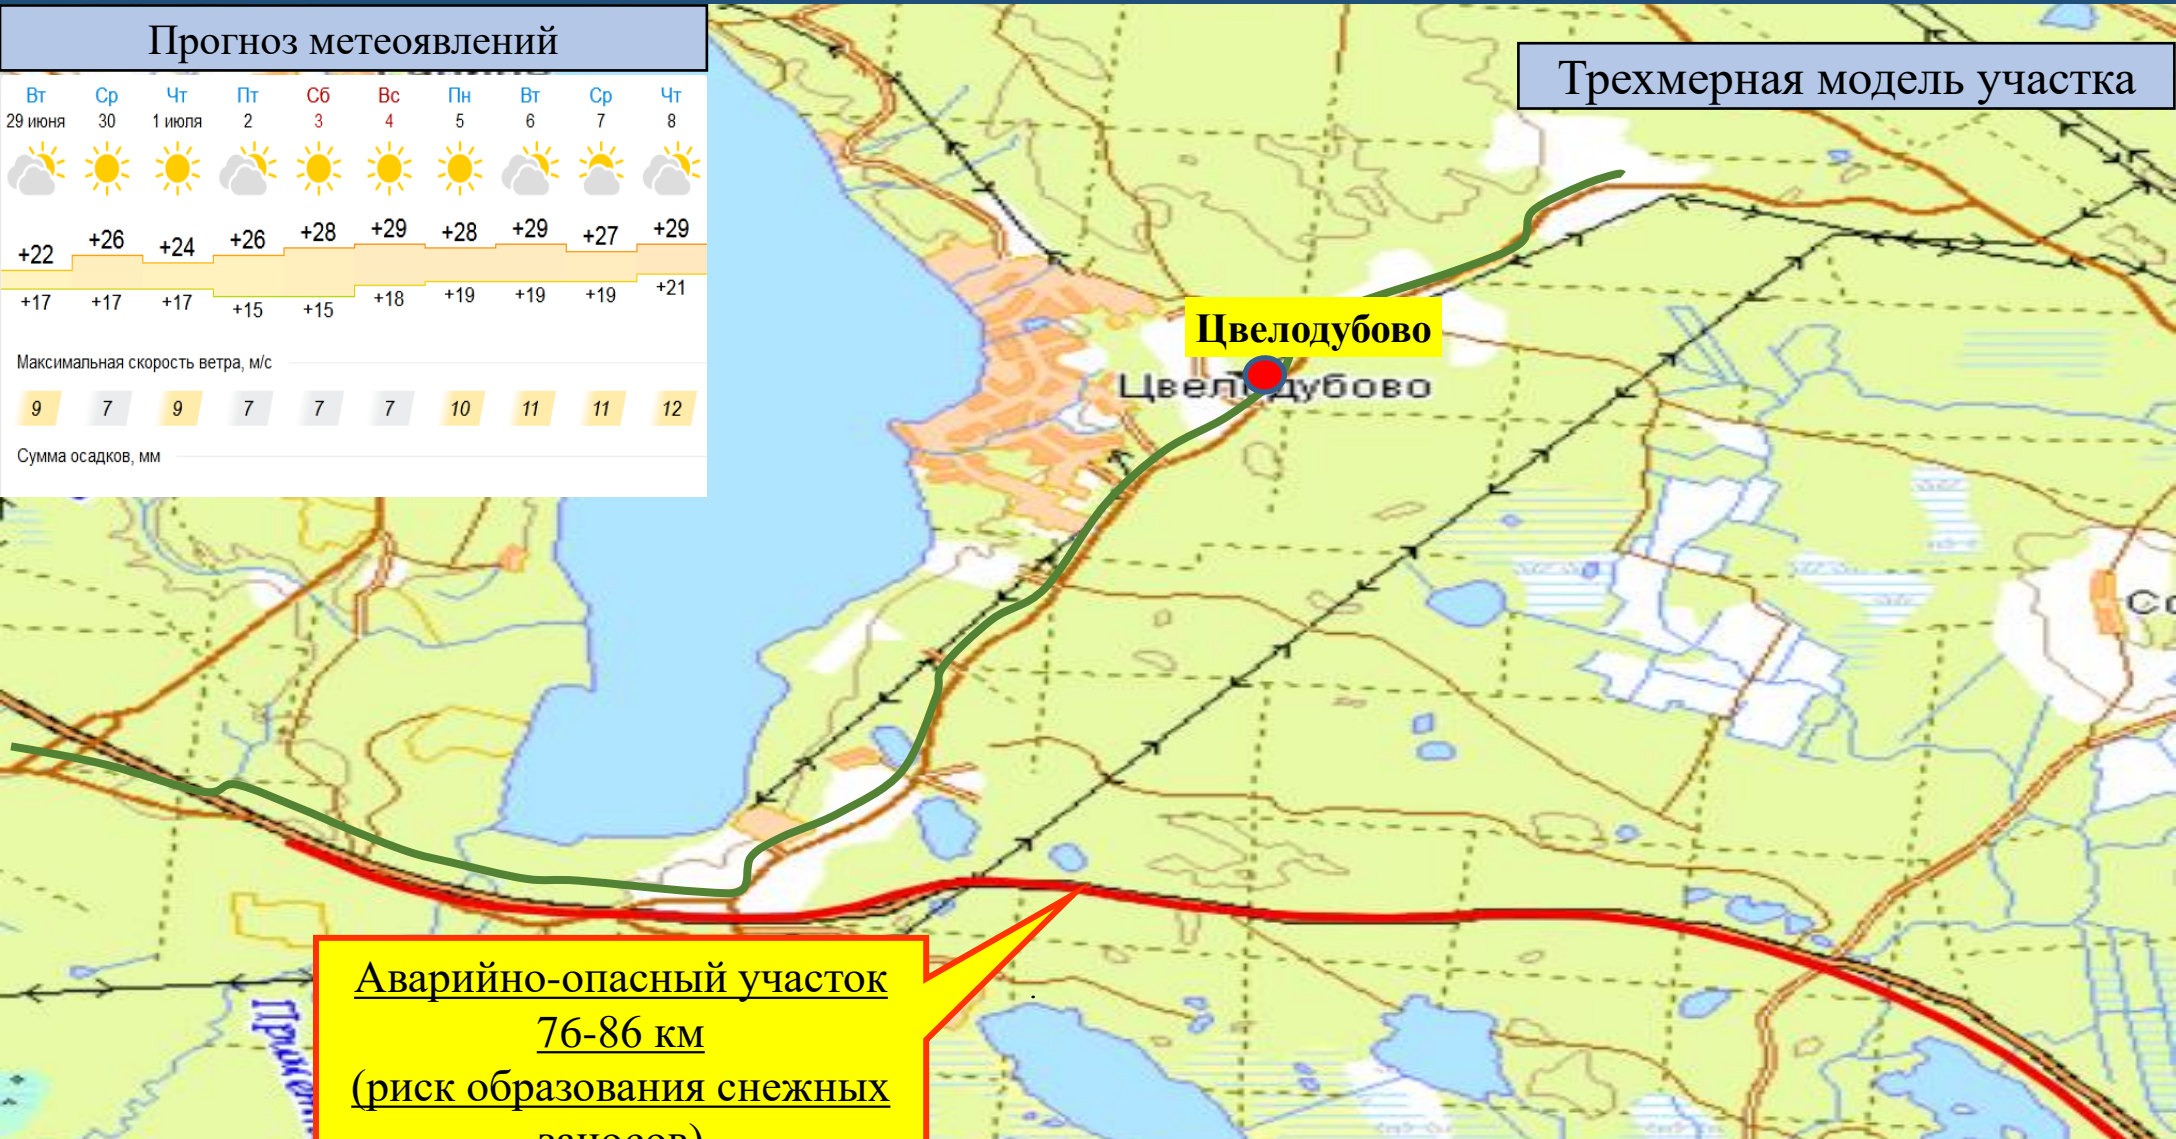 Прогноз метеоявлений
Вт Ср Чт Пт Сб Вс Пн Вт Ср Чт
29 июня 30 1 июля 2 3 4 5 6 7 8
+22 +26 +24 +26 +28 +29 +28 +29 +27 +29
+17 +17 +17 +15 +15 +18 +19 +19 +19 +21
Максимальная скорость ветра, м/с
9 7 9 7 7 7 10 11 11 12
Сумма осадков, мм
Трехмерная модель участка
Цвелодубово
Цвелодубово
Со
Аварийно-опасный участок
76-86 км
(риск образования снежных
заносов)